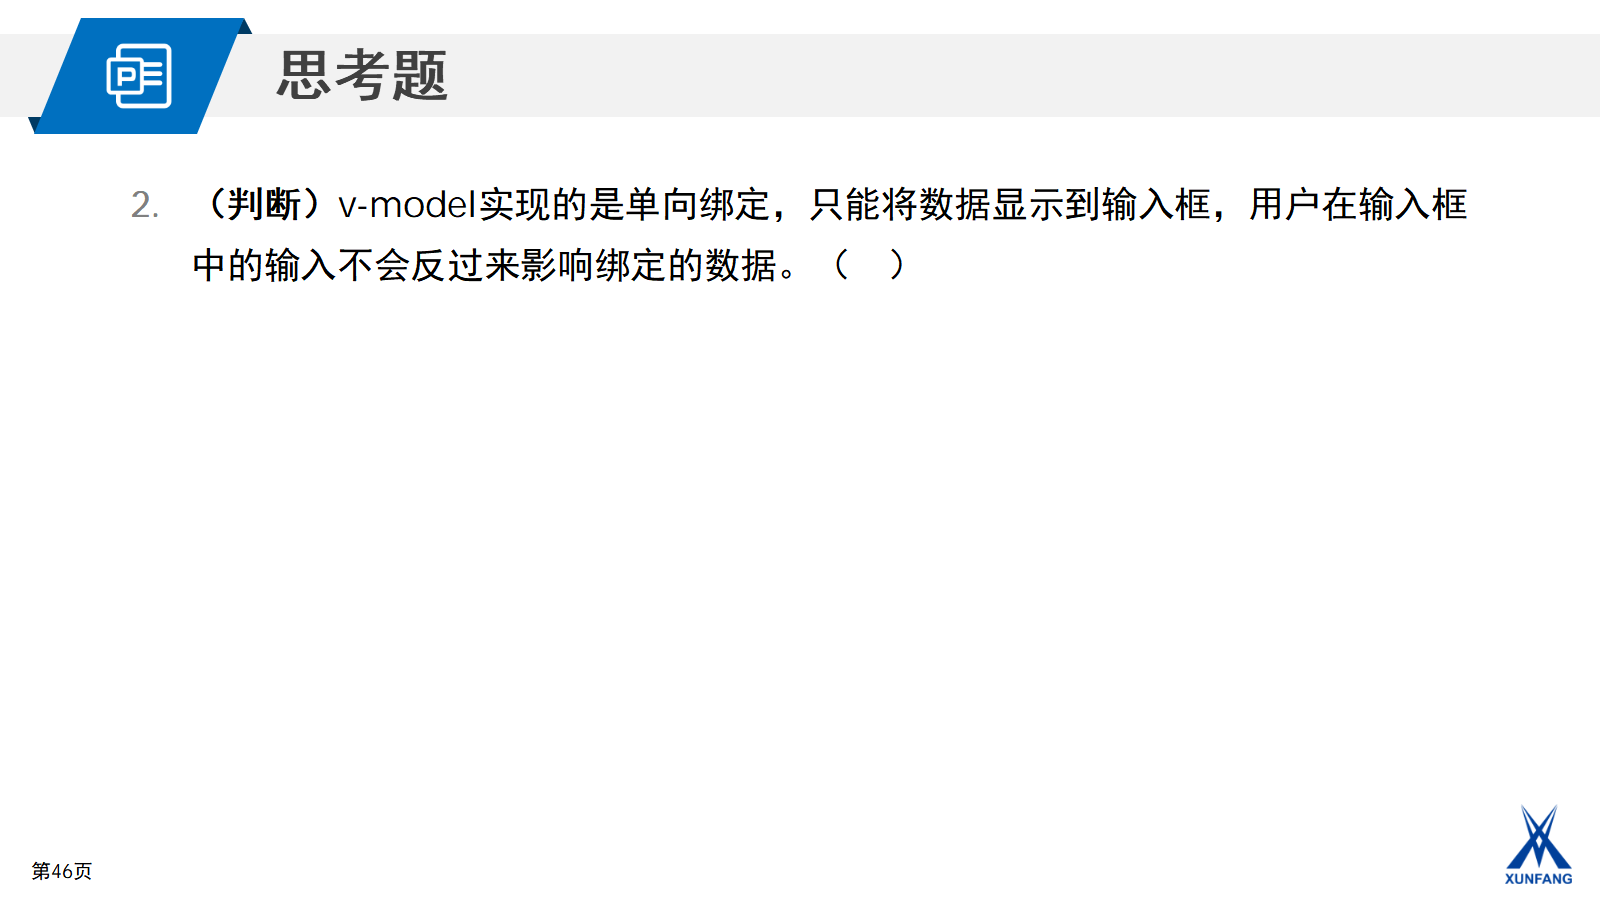 思考题
2. （判断）v-model实现的是单向绑定，只能将数据显示到输入框，用户在输入框
中的输入不会反过来影响绑定的数据。（ ）
第46页
XUNFANG